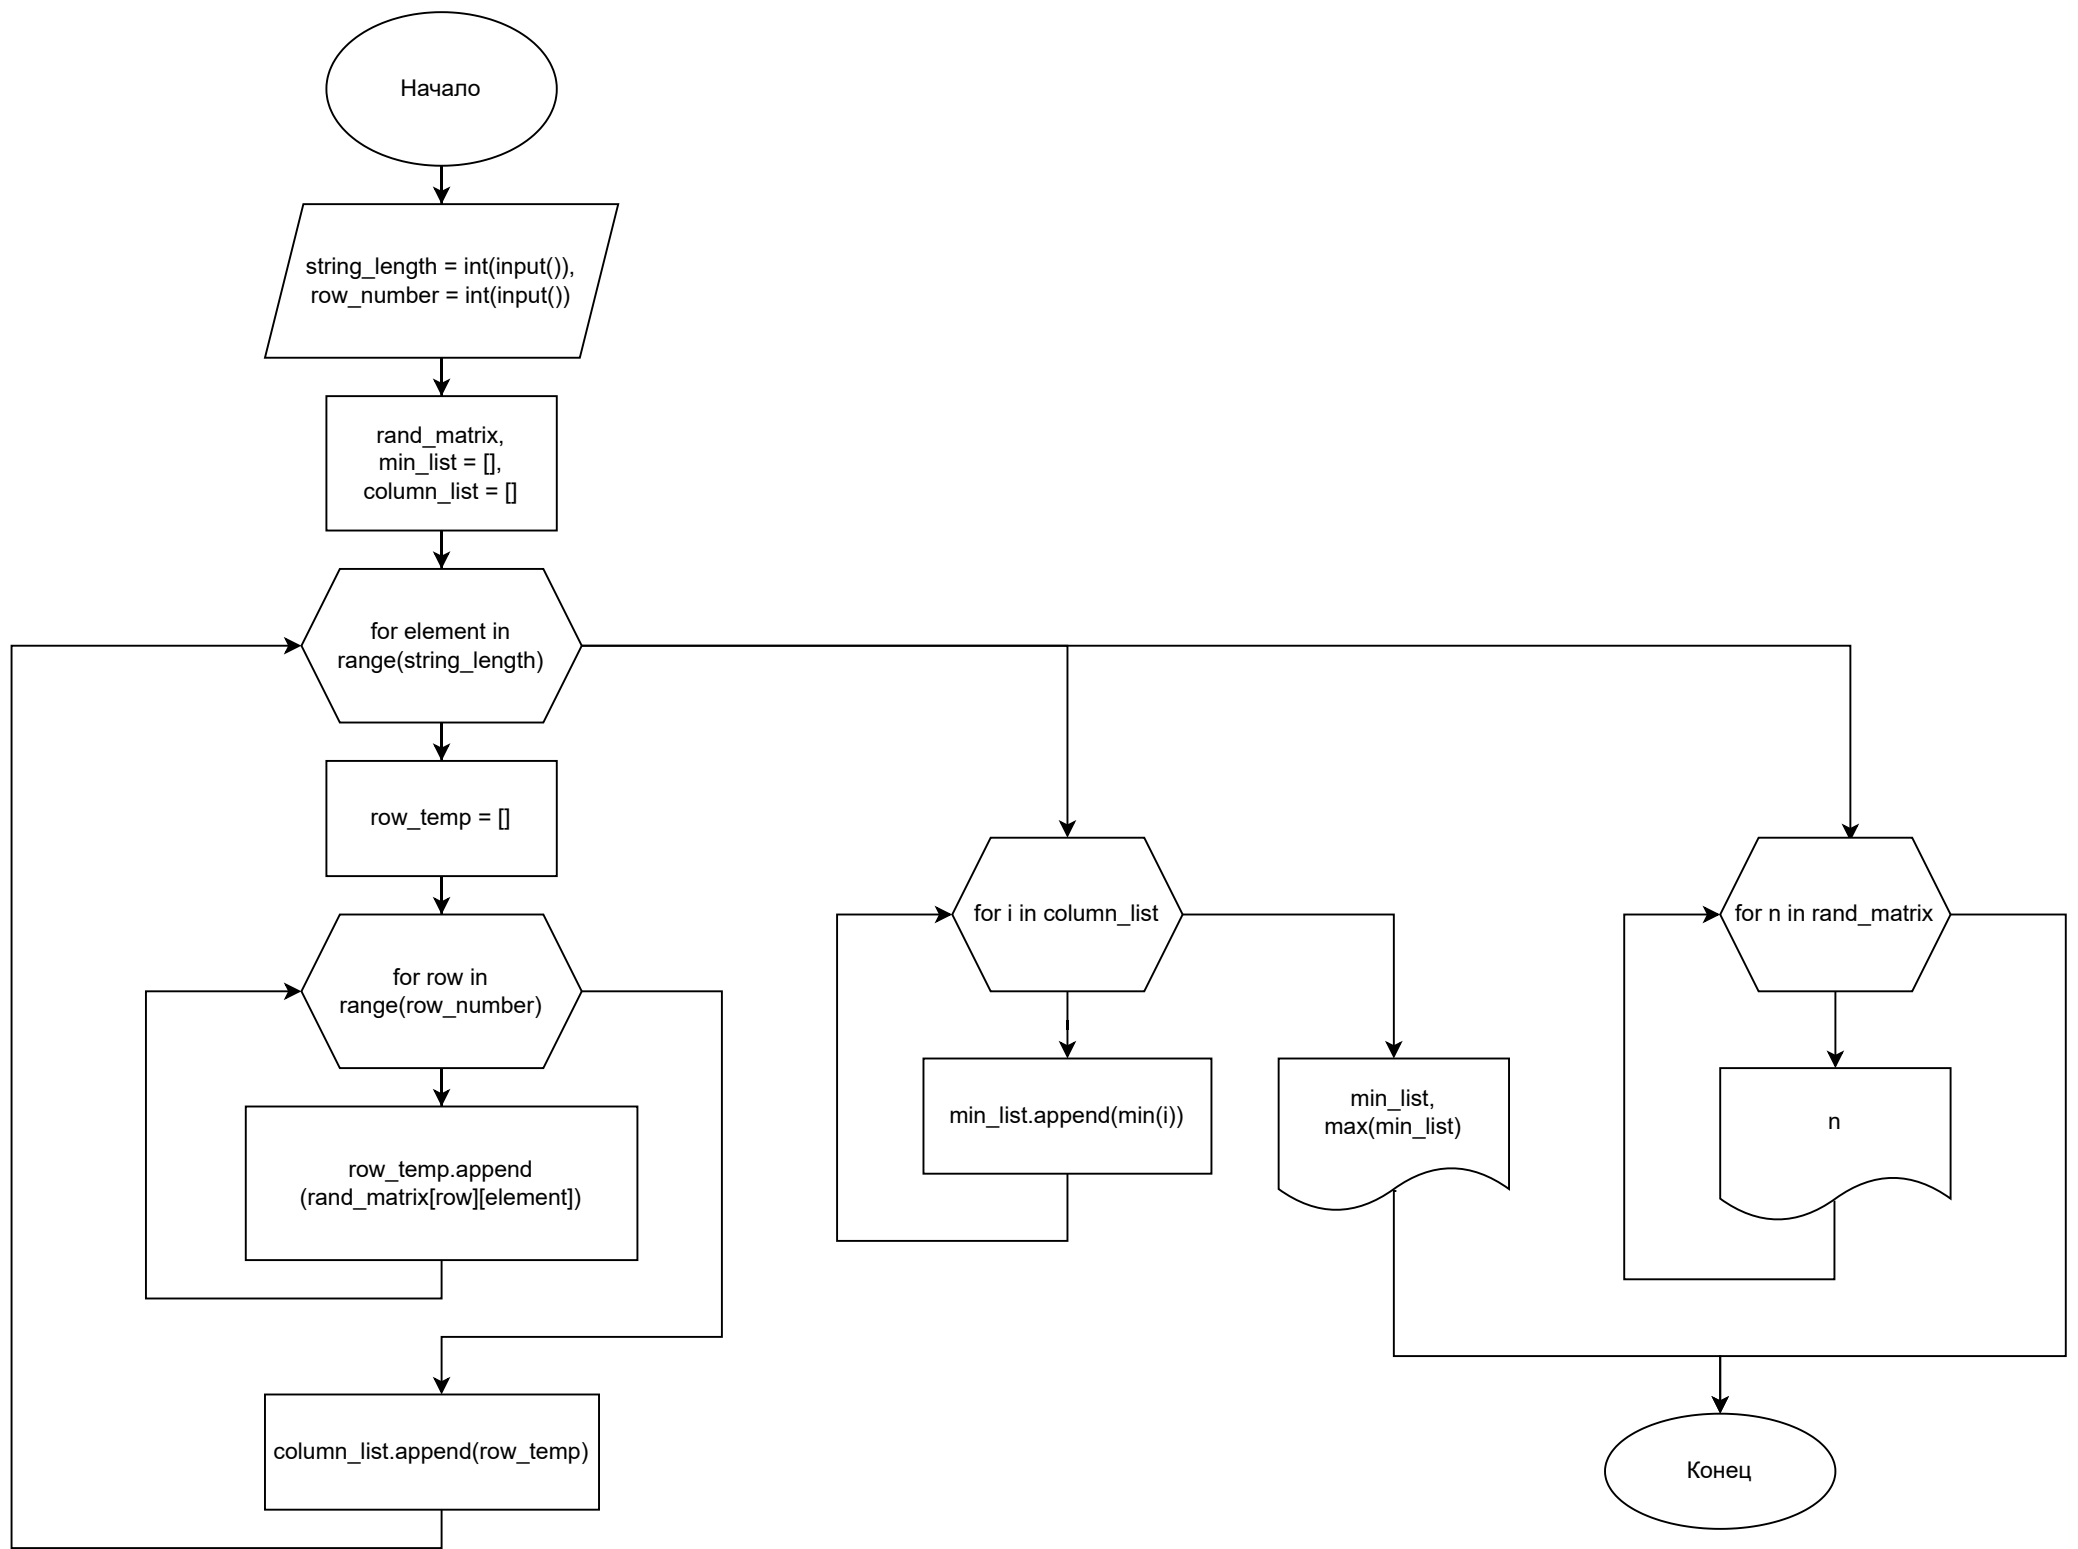 Начало
string_length = int(input()),
row_number = int(input())
rand_matrix,
min_list = [],
column_list = []
for element in
range(string_length)
row_temp = []
for row in
range(row_number)
row_temp.append
(rand_matrix[row][element])
column_list.append(row_temp)
for i in column_list
min_list.append(min(i))
min_list,
max(min_list)
for n in rand_matrix
n
Конец